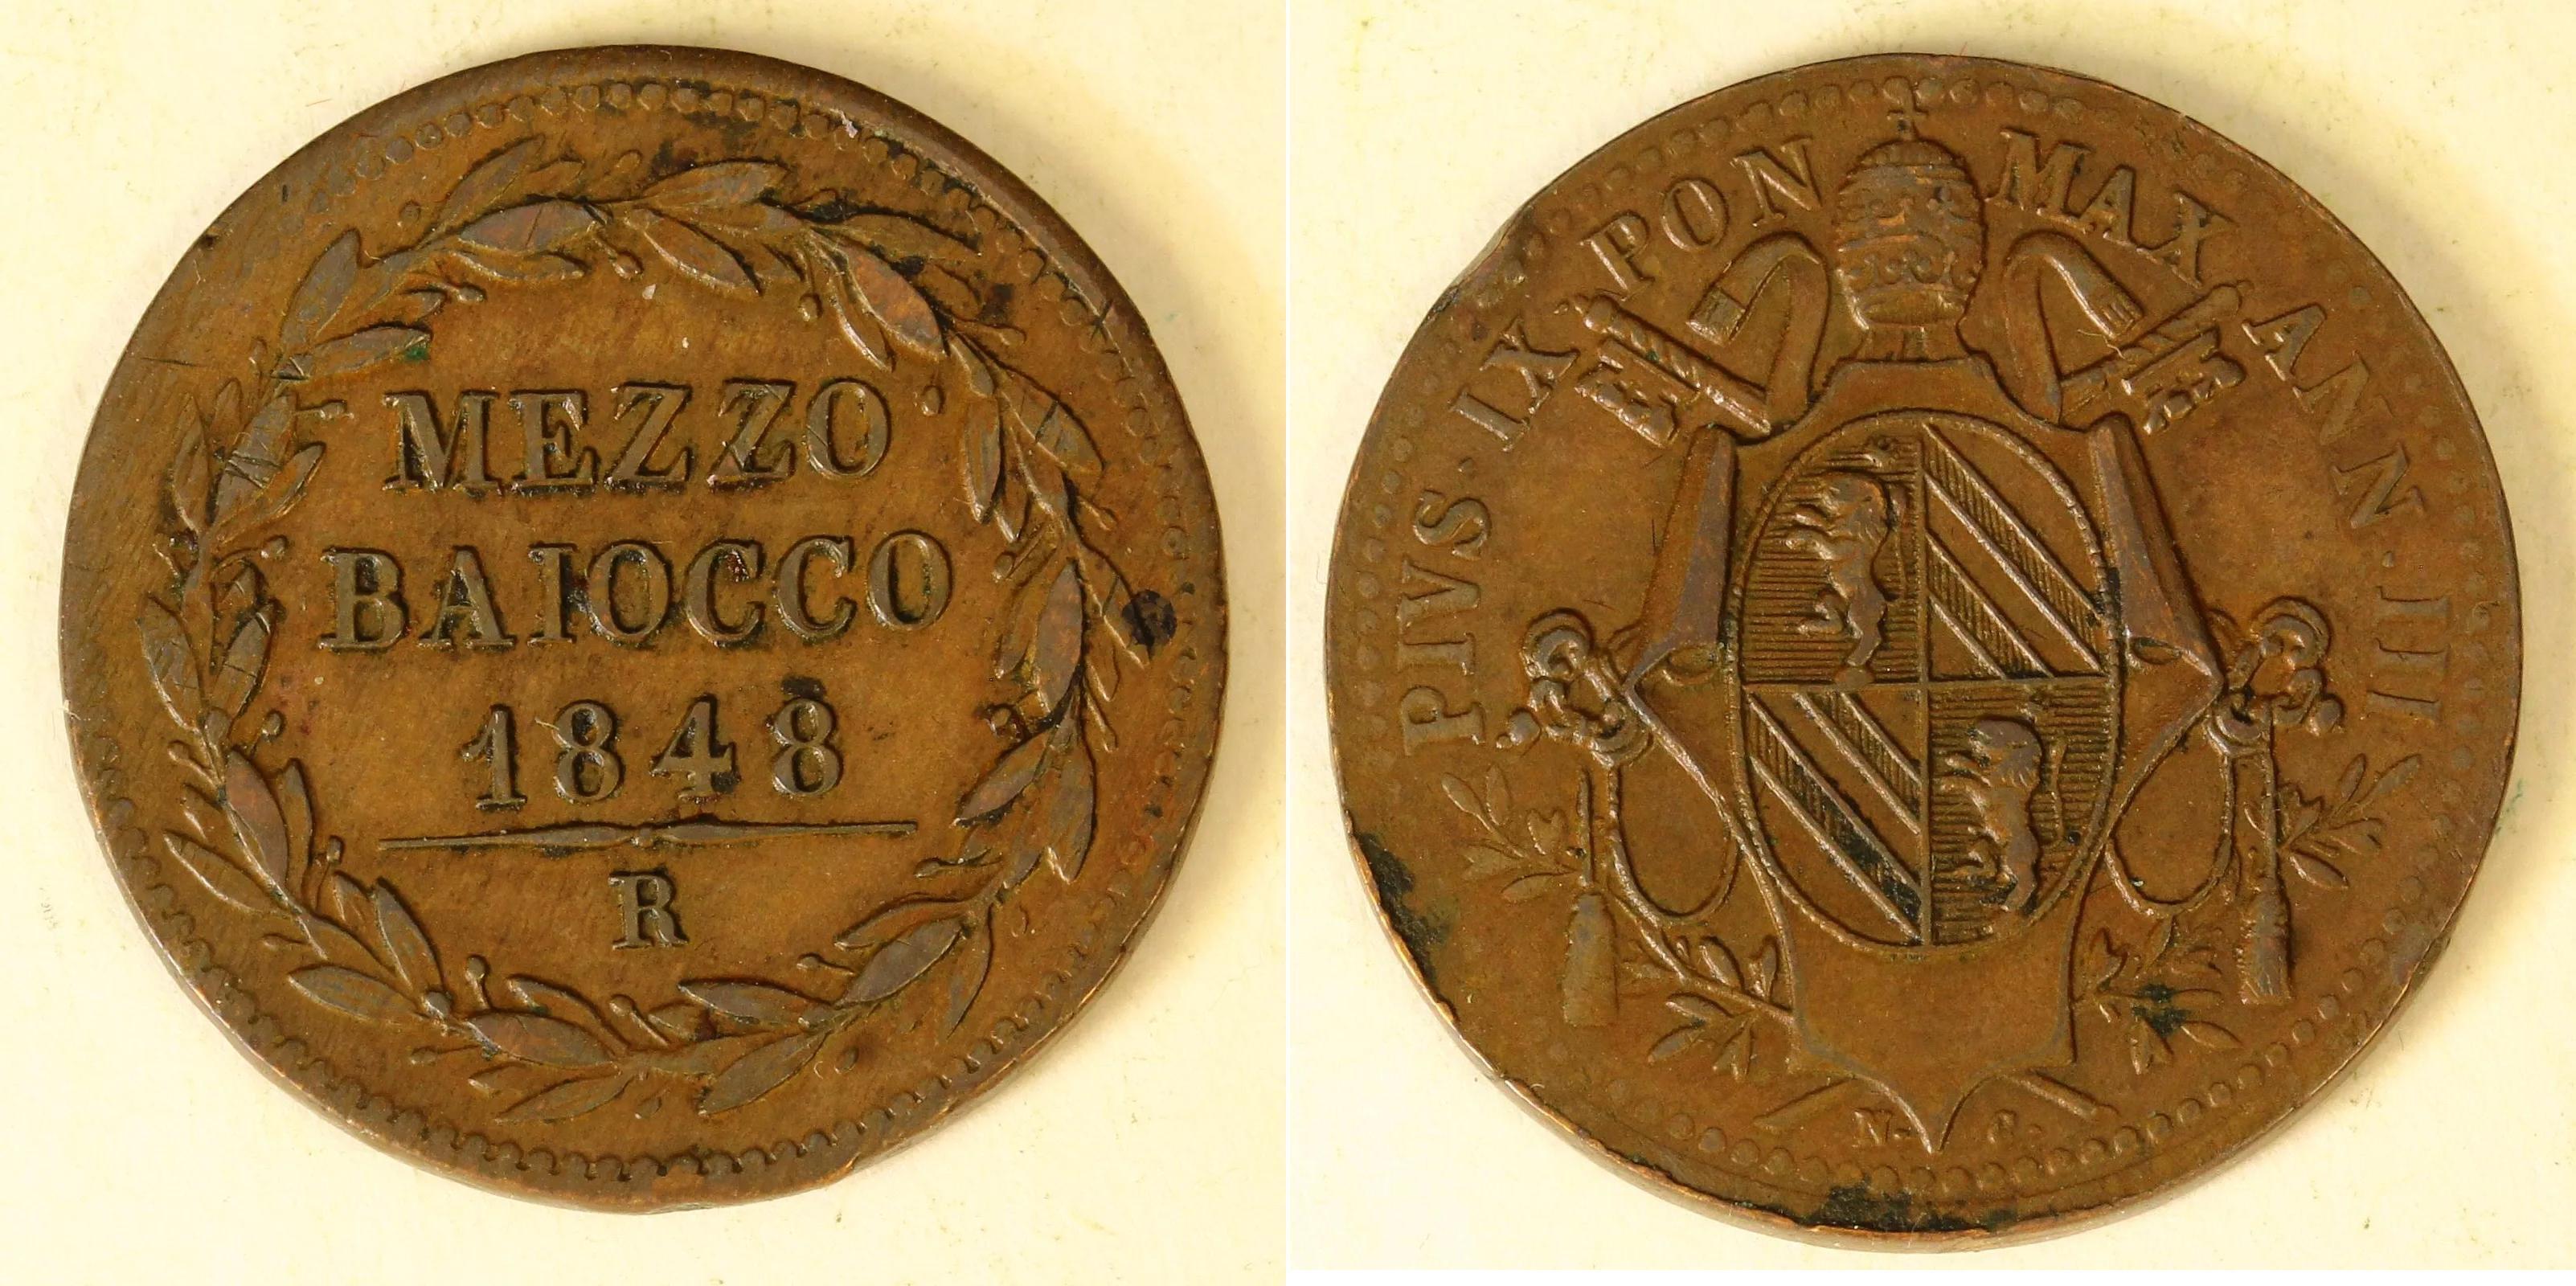 MEZZO
BAIOCCO
1848
R
PIVS · IX PON MAX ANN · III
N. C.